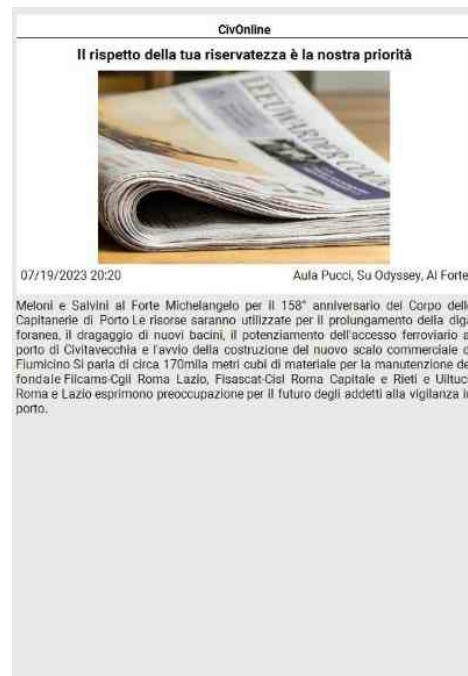 CivOnline
Il rispetto della tua riservatezza è la nostra priorità
LEEUWARDER COU
07/19/2023 20:20
Aula Pucci, Su Odyssey, Al Forte
Meloni e Salvini al Forte Michelangelo per il 158° anniversario del Corpo delle
Capitanerie di Porto Le risorse saranno utilizzate per il prolungamento della diga
foranea, il dragaggio di nuovi bacini, il potenziamento dell'accesso ferroviario a
porto di Civitavecchia e l'avvio della costruzione del nuovo scalo commerciale d
Fiumicino Si parla di circa 170mila metri cubi di materiale per la manutenzione de
fondale Filcams-Cgil Roma Lazio, Fisascat-Cisl Roma Capitale e Rieti e Uiltuc
Roma e Lazio esprimono preoccupazione per il futuro degli addetti alla vigilanza i
porto.